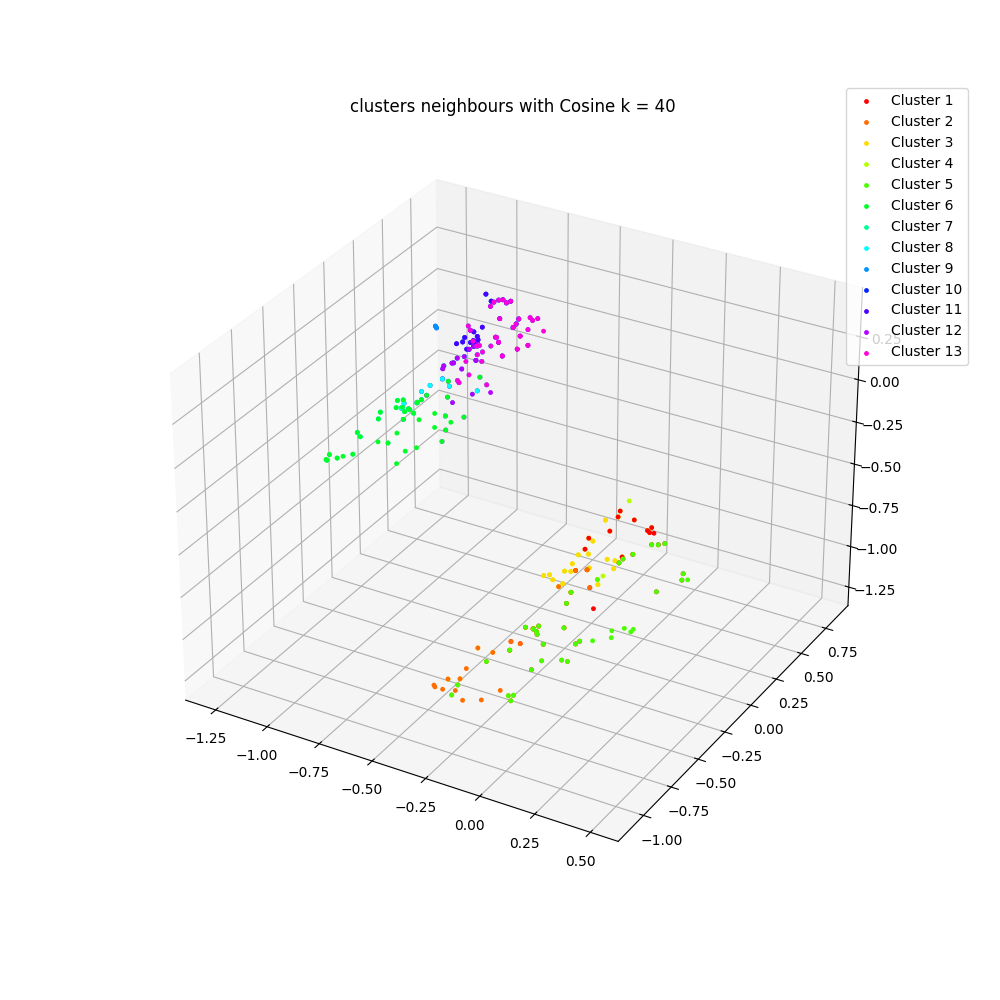 clusters neighbours with Cosine k = 40
Cluster 1
Cluster 2
Cluster 3
Cluster 4
Cluster 5
Cluster 6
Cluster 7
Cluster 8
Cluster 9
Cluster 10
Cluster 11
Cluster 12
Cluster 13
0.25
0.00
−0.25
−0.50
−0.75
−1.00
−1.25
0.75
0.50
0.25
0.00
−0.25
−0.50
−0.75
−1.00
−1.25
−1.00
−0.75
−0.50
−0.25
0.00
0.25
0.50